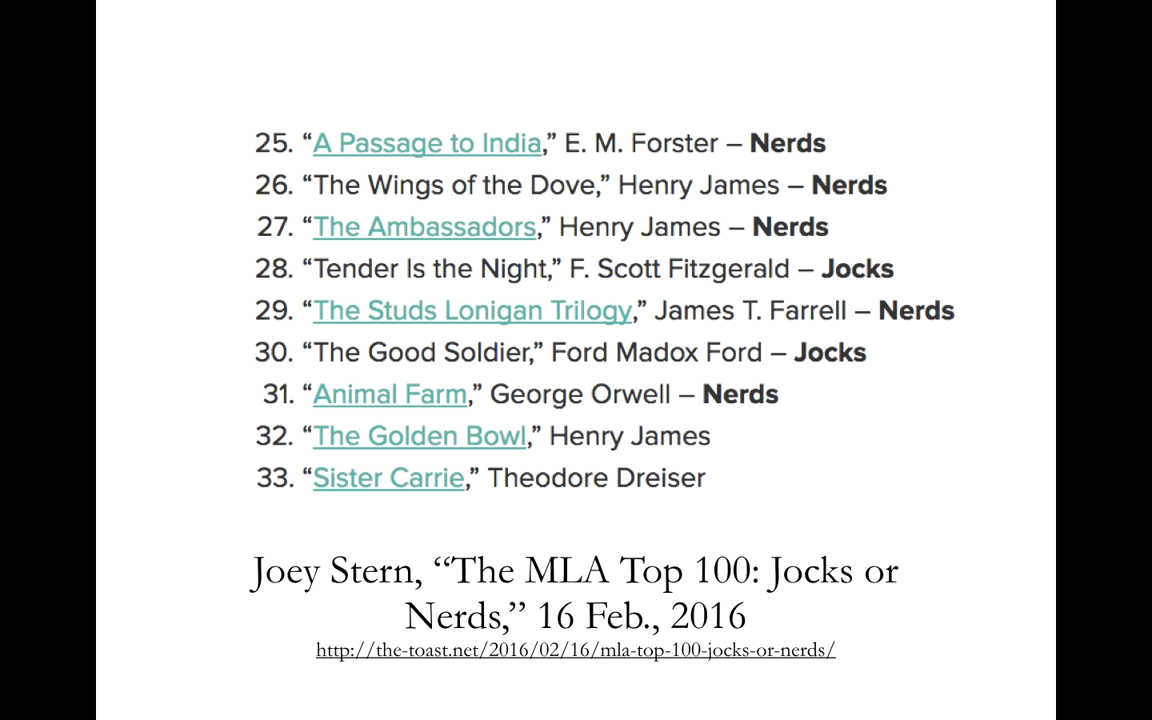 25. “A Passage to India,” E. M. Forster – Nerds
26. “The Wings of the Dove,” Henry James – Nerds
27. “The Ambassadors,” Henry James – Nerds
28. “Tender Is the Night,” F. Scott Fitzgerald – Jocks
29. “The Studs Lonigan Trilogy,” James T. Farrell – Nerds
30. “The Good Soldier,” Ford Madox Ford – Jocks
31. “Animal Farm,” George Orwell – Nerds
32. “The Golden Bowl,” Henry James
33. “Sister Carrie,” Theodore Dreiser
Joey Stern, “The MLA Top 100: Jocks or
Nerds,” 16 Feb., 2016
http://the-toast.net/2016/02/16/mla-top-100-jocks-or-nerds/